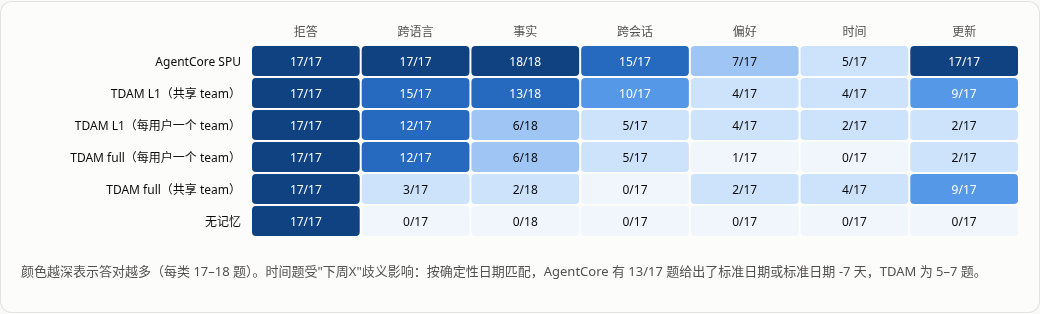 拒答 跨语言 事实 跨会话 偏好 时间 更新
AgentCore SPU 17/17 17/17 18/18 15/17 7/17 5/17 17/17
TDAM L1（共享 team） 17/17 15/17 13/18 10/17 4/17 4/17 9/17
TDAM L1（每用户一个 team） 17/17 12/17 6/18 5/17 4/17 2/17 2/17
TDAM full（每用户一个 team） 17/17 12/17 6/18 5/17 1/17 0/17 2/17
TDAM full（共享 team） 17/17 3/17 2/18 0/17 2/17 4/17 9/17
无记忆 17/17 0/17 0/18 0/17 0/17 0/17 0/17
颜色越深表示答对越多（每类 17–18 题）。时间题受"下周X"歧义影响：按确定性日期匹配，AgentCore 有 13/17 题给出了标准日期或标准日期 -7 天，TDAM 为 5–7 题。